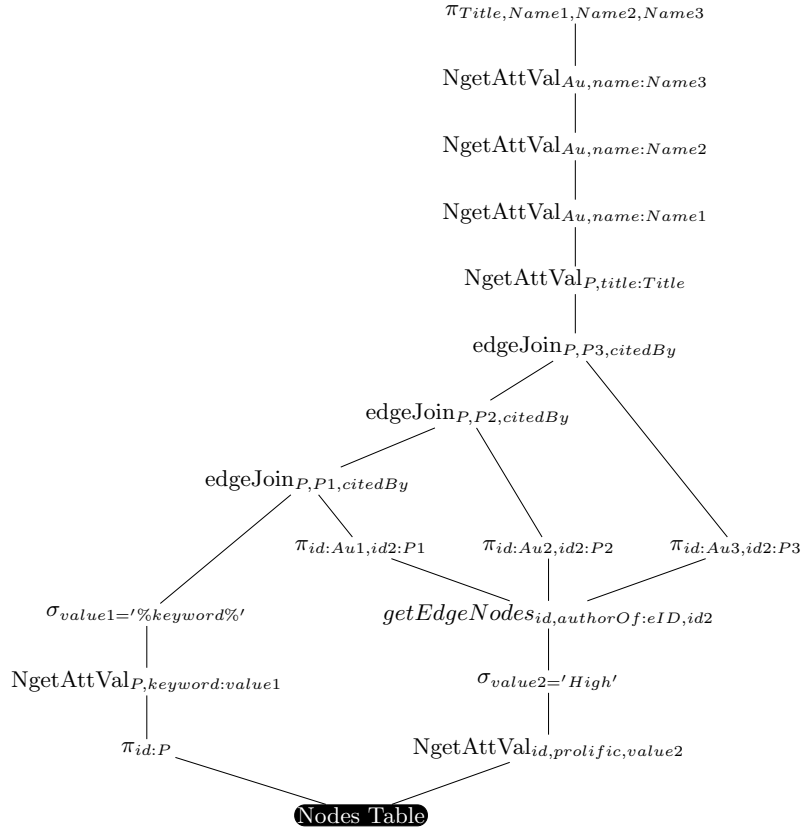 π_{Title,Name1,Name2,Name3}
NgetAttVal_{Au,name:Name3}
NgetAttVal_{Au,name:Name2}
NgetAttVal_{Au,name:Name1}
NgetAttVal_{P,title:Title}
edgeJoin_{P,P3,citedBy}
edgeJoin_{P,P2,citedBy}
edgeJoin_{P,P1,citedBy}
π_{id:Au1,id2:P1} π_{id:Au2,id2:P2} π_{id:Au3,id2:P3}
σ_{value1='%keyword%'} getEdgeNodes_{id,authorOf:eID,id2}
NgetAttVal_{P,keyword:value1} σ_{value2='High'}
π_{id:P} NgetAttVal_{id,prolific,value2}
Nodes Table